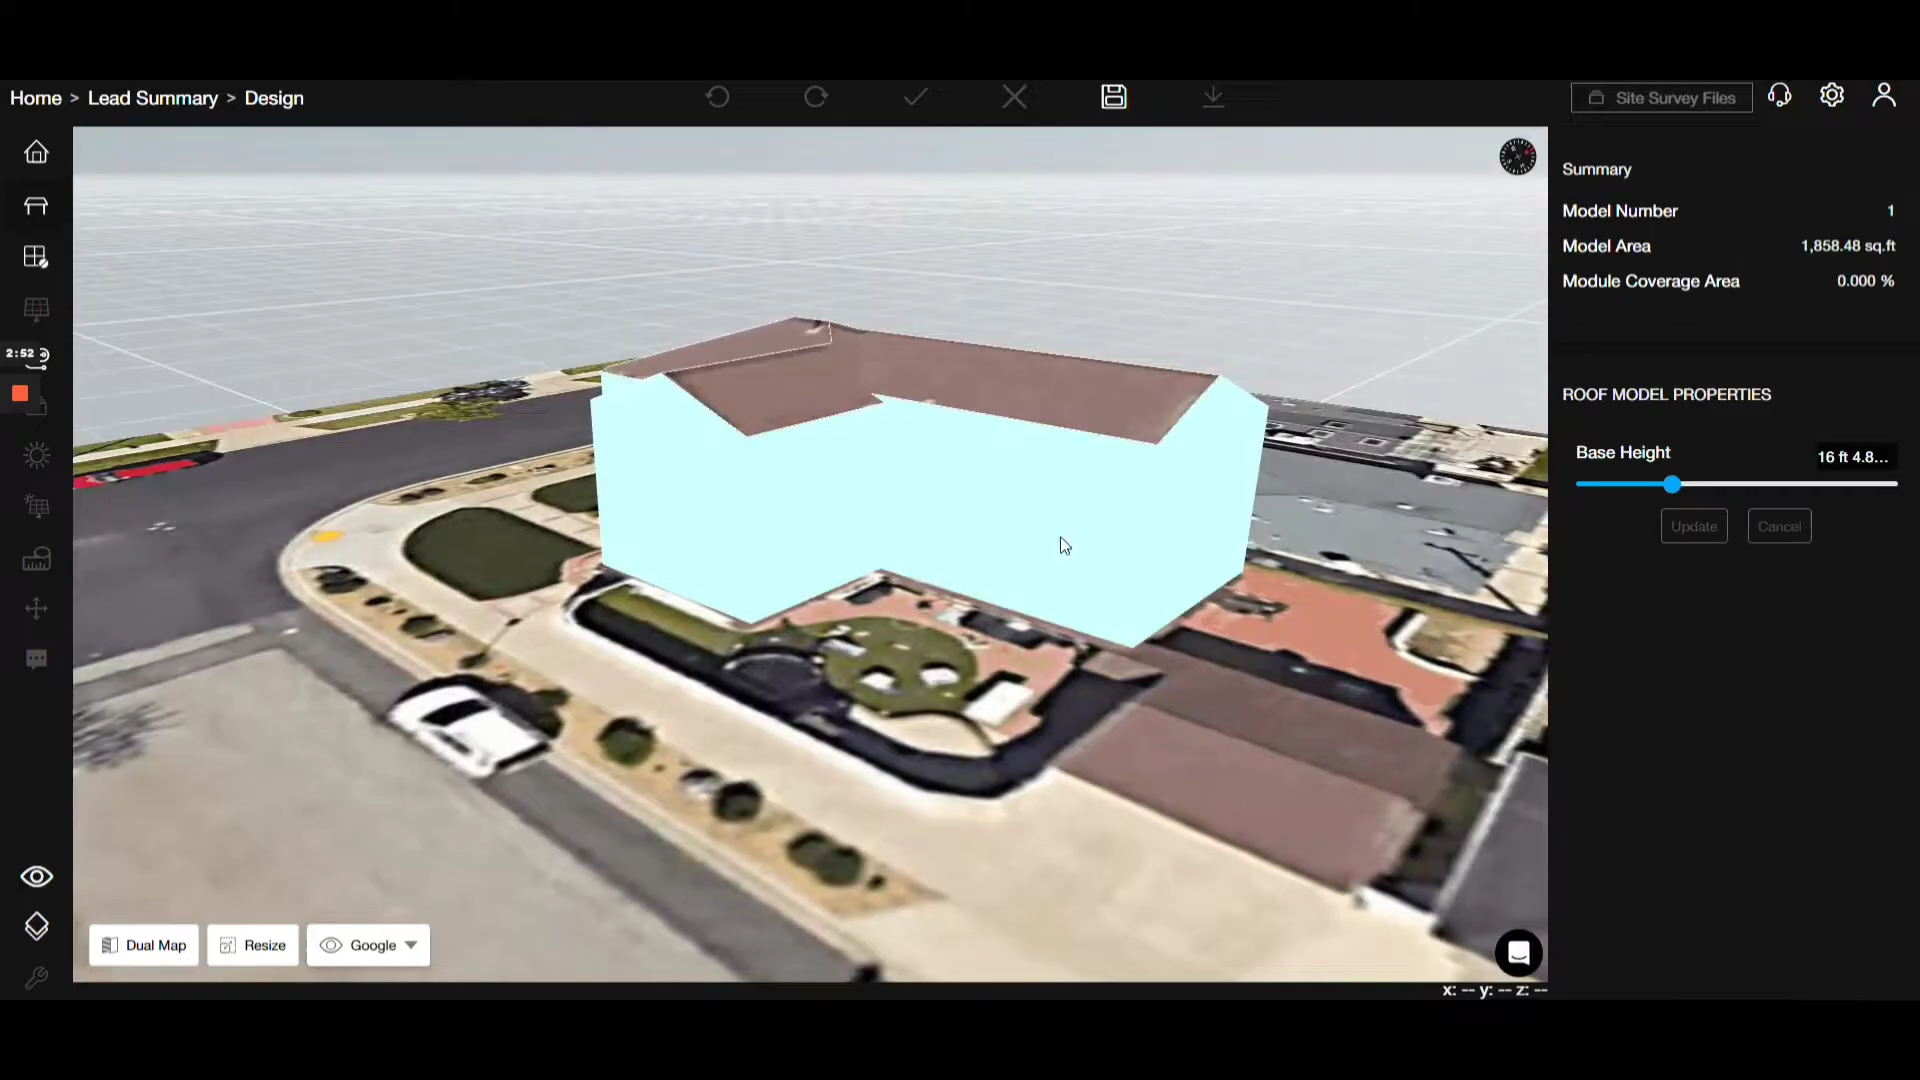 Home > Lead Summary > Design
Site Survey Files
Summary
Model Number 1
Model Area 1,858.48 sq.ft
Module Coverage Area 0.000 %
2:52
ROOF MODEL PROPERTIES
Base Height 16 ft 4.8...
Update Cancel
Dual Map Resize Google
x: -- y: -- z: --